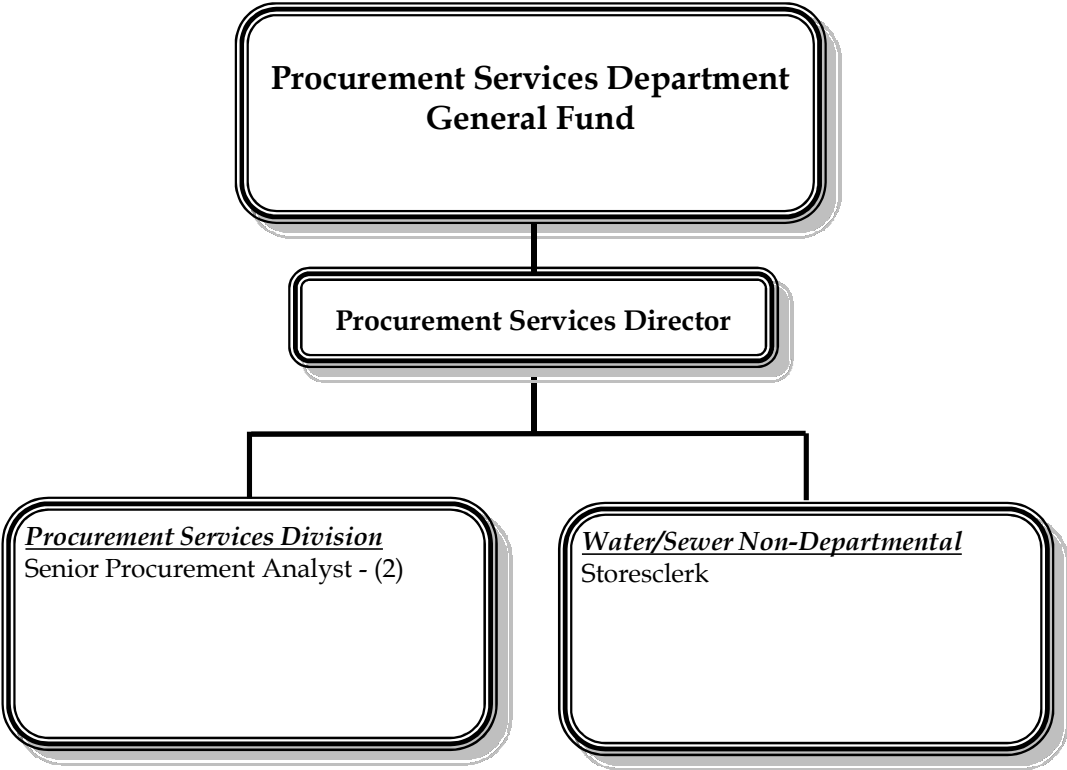 Procurement Services Department
General Fund
Procurement Services Director
Procurement Services Division
Senior Procurement Analyst - (2)
Water/Sewer Non-Departmental
Storesclerk